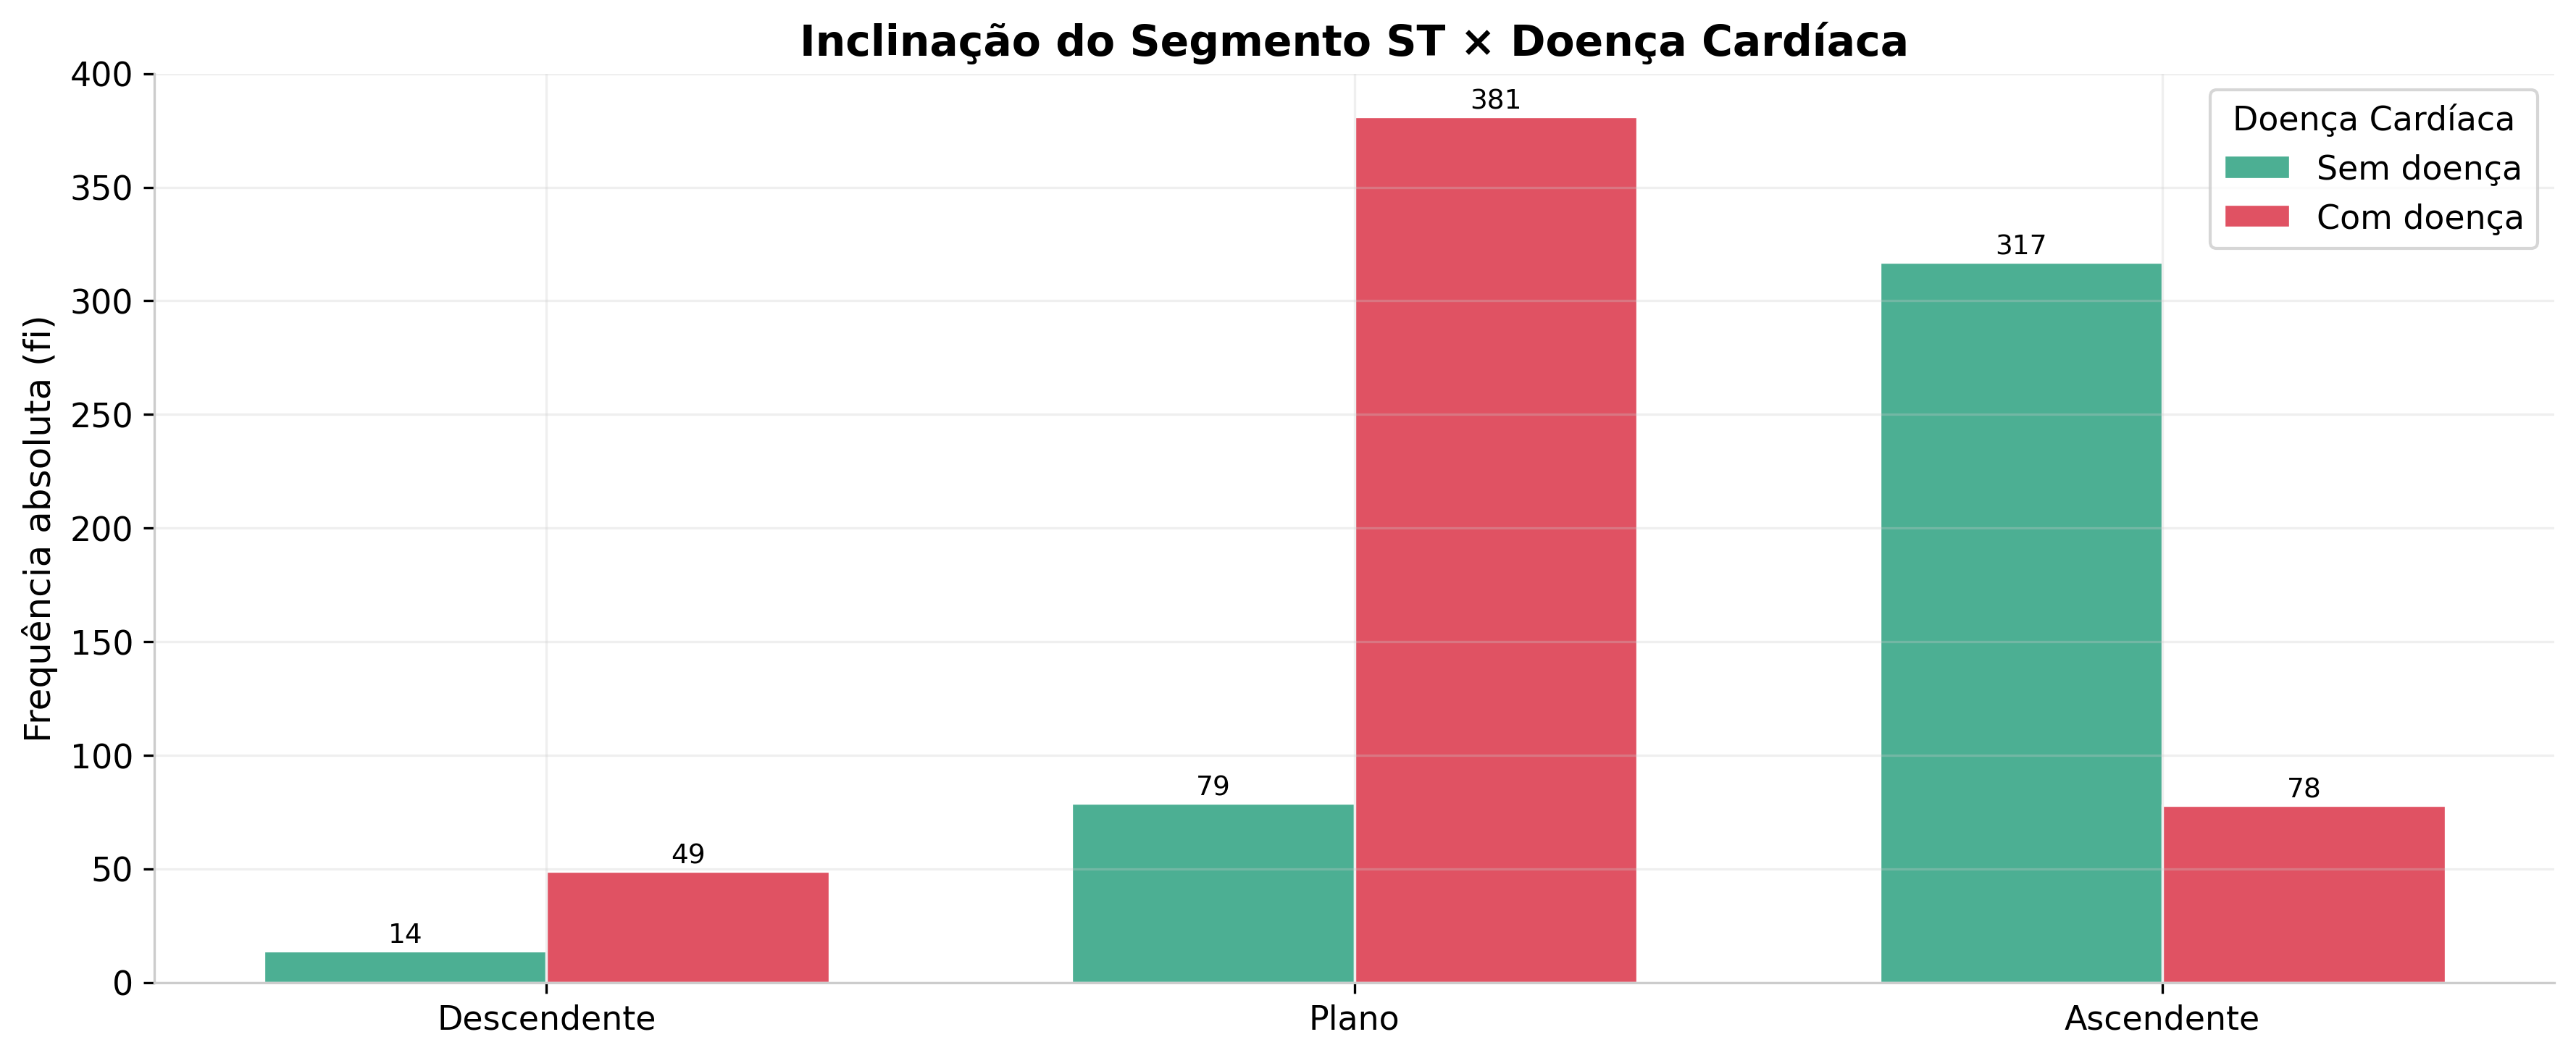 Inclinação do Segmento ST × Doença Cardíaca
Frequência absoluta (fi)
400
350
300
250
200
150
100
50
0
14
49
79
381
317
78
Descendente
Plano
Ascendente
Doença Cardíaca
Sem doença
Com doença